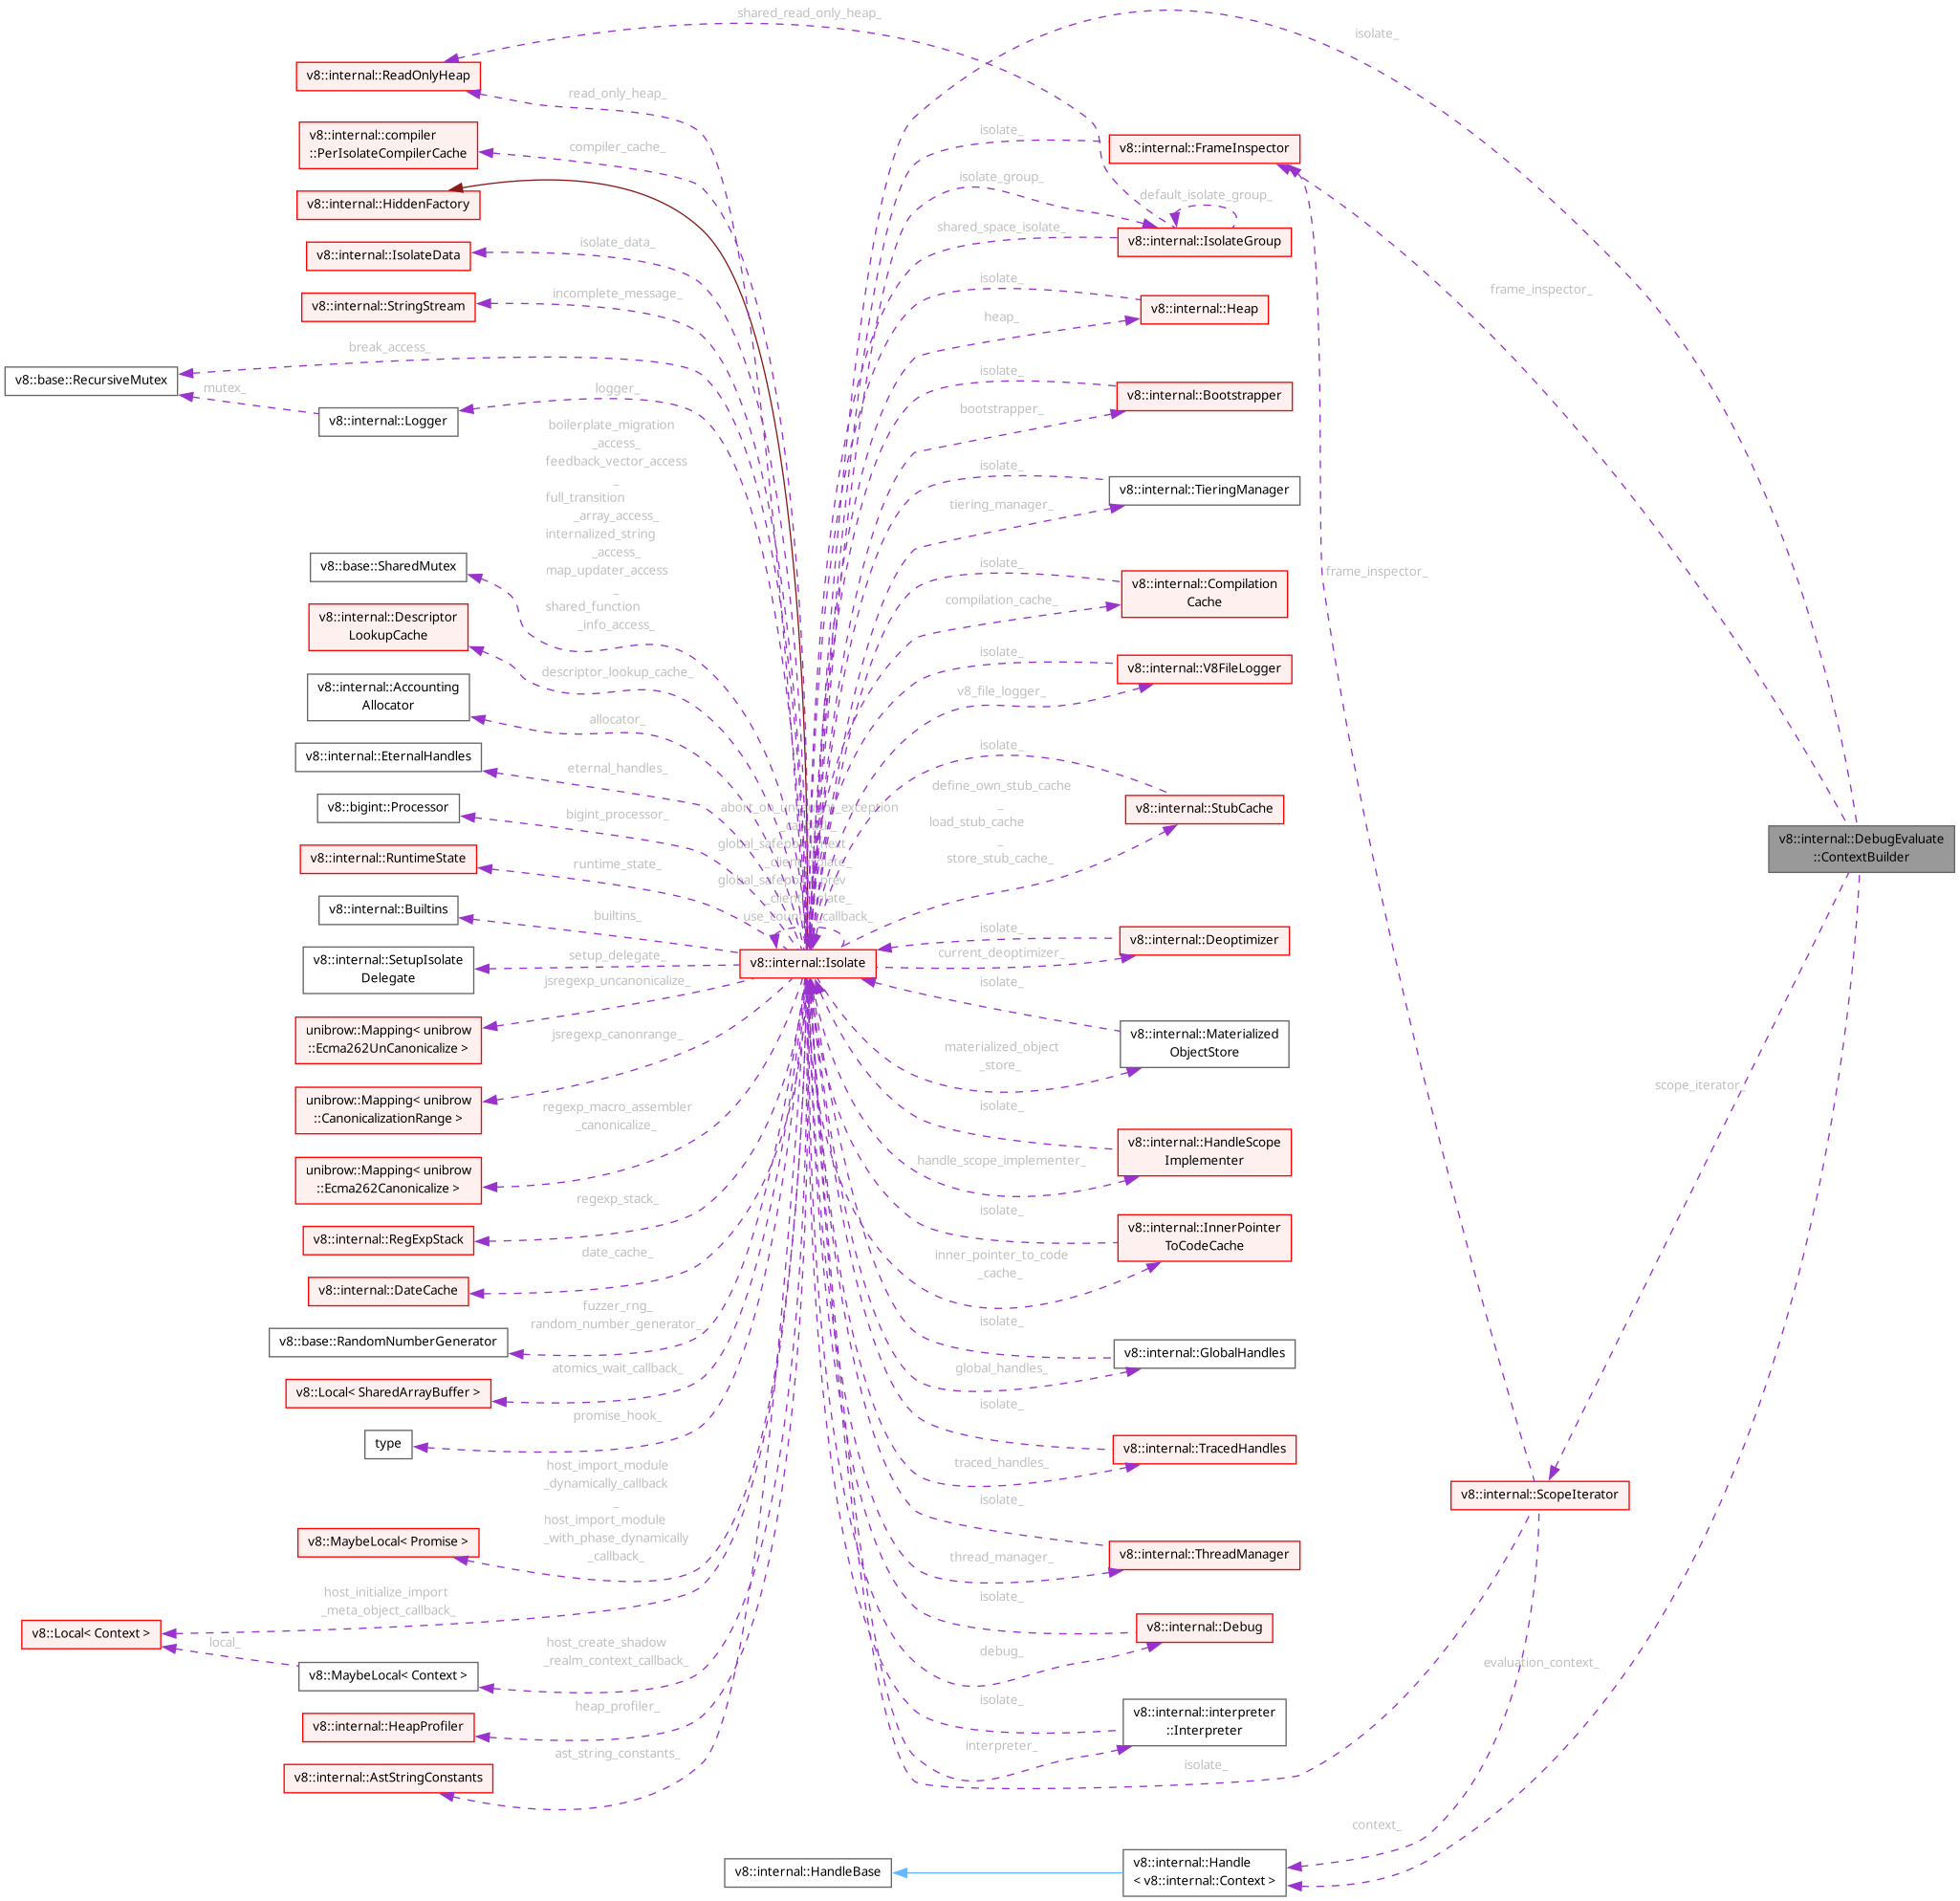 shared_read_only_heap_
isolate_
v8::internal::ReadOnlyHeap
read_only_heap_
v8::internal::compiler
::PerIsolateCompilerCache
compiler_cache_
isolate_
v8::internal::FrameInspector
v8::internal::HiddenFactory
isolate_group_
default_isolate_group_
v8::internal::IsolateData
isolate_data_
shared_space_isolate_
v8::internal::IsolateGroup
v8::internal::StringStream
incomplete_message_
isolate_
heap_
v8::internal::Heap
frame_inspector_
v8::base::RecursiveMutex
break_access_
mutex_
v8::internal::Logger
logger_
isolate_
bootstrapper_
v8::internal::Bootstrapper
boilerplate_migration
_access_
feedback_vector_access
_
full_transition
_array_access_
internalized_string
_access_
map_updater_access
_
shared_function
_info_access_
v8::base::SharedMutex
isolate_
tiering_manager_
v8::internal::TieringManager
isolate_
compilation_cache_
v8::internal::Compilation
Cache
frame_inspector_
v8::internal::Descriptor
LookupCache
descriptor_lookup_cache_
isolate_
v8_file_logger_
v8::internal::V8FileLogger
v8::internal::Accounting
Allocator
allocator_
v8::internal::EternalHandles
eternal_handles_
isolate_
v8::bigint::Processor
bigint_processor_
define_own_stub_cache
_
load_stub_cache
_
store_stub_cache_
v8::internal::StubCache
v8::internal::DebugEvaluate
::ContextBuilder
v8::internal::RuntimeState
runtime_state_
use_counter_callback_
v8::internal::Builtins
builtins_
v8::internal::SetupIsolate
Delegate
setup_delegate_
v8::internal::Isolate
isolate_
current_deoptimizer_
v8::internal::Deoptimizer
jsregexp_uncanonicalize_
isolate_
unibrow::Mapping< unibrow
::Ecma262UnCanonicalize >
jsregexp_canonrange_
materialized_object
_store_
v8::internal::Materialized
ObjectStore
unibrow::Mapping< unibrow
::CanonicalizationRange >
scope_iterator_
regexp_macro_assembler
_canonicalize_
isolate_
v8::internal::HandleScope
Implementer
unibrow::Mapping< unibrow
::Ecma262Canonicalize >
handle_scope_implementer_
regexp_stack_
v8::internal::RegExpStack
isolate_
v8::internal::InnerPointer
ToCodeCache
date_cache_
v8::internal::DateCache
inner_pointer_to_code
_cache_
fuzzer_rng_
random_number_generator_
v8::base::RandomNumberGenerator
isolate_
v8::internal::GlobalHandles
atomics_wait_callback_
v8::Local< SharedArrayBuffer >
global_handles_
promise_hook_
type
isolate_
v8::internal::TracedHandles
traced_handles_
host_import_module
_dynamically_callback
_
host_import_module
_with_phase_dynamically
_callback_
v8::MaybeLocal< Promise >
isolate_
v8::internal::ScopeIterator
thread_manager_
v8::internal::ThreadManager
host_initialize_import
_meta_object_callback_
v8::Local< Context >
isolate_
v8::internal::Debug
local_
v8::MaybeLocal< Context >
host_create_shadow
_realm_context_callback_
debug_
evaluation_context_
heap_profiler_
v8::internal::HeapProfiler
isolate_
v8::internal::interpreter
::Interpreter
interpreter_
ast_string_constants_
v8::internal::AstStringConstants
isolate_
context_
v8::internal::HandleBase
v8::internal::Handle
< v8::internal::Context >